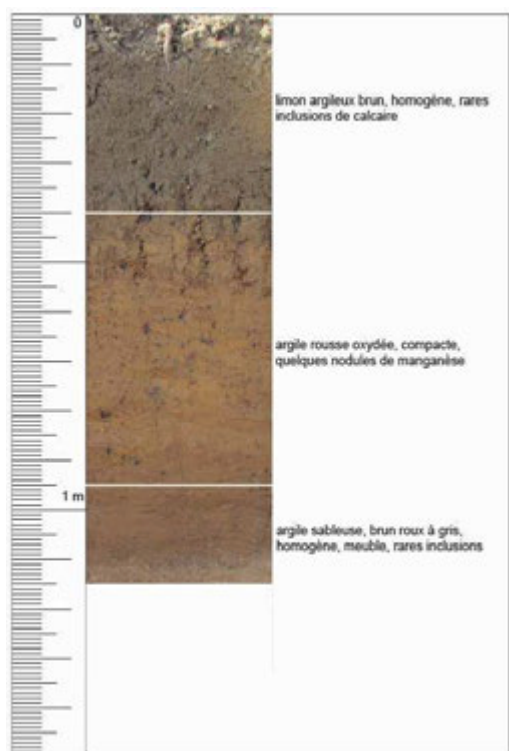 0
limon argileux brun, homogène, rares
inclusions de calcaire
argile rousse oxydée, compacte,
quelques nodules de manganèse
1 m
argile sableuse, brun roux à gris,
homogène, meuble, rares inclusions